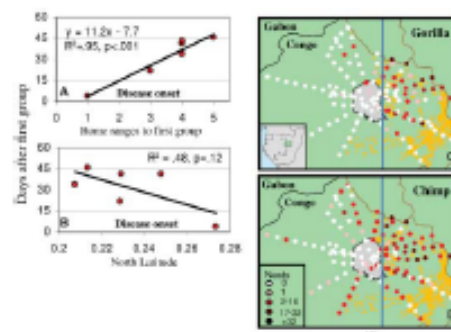 60
45
30
15
0
y = 11.2x - 7.7
R²=.95, p<.001
A
Disease onset
0 1 2 3 4 5
Home ranges to first group
Days after first group
60
45
30
15
0
R² = .48, p=.12
B
Disease onset
0.2 0.22 0.24 0.26 0.28
North Latitude
Gabon
Gorilla
Congo
Gabon
Chimp
Congo
Nests
0
1
17-32
>32